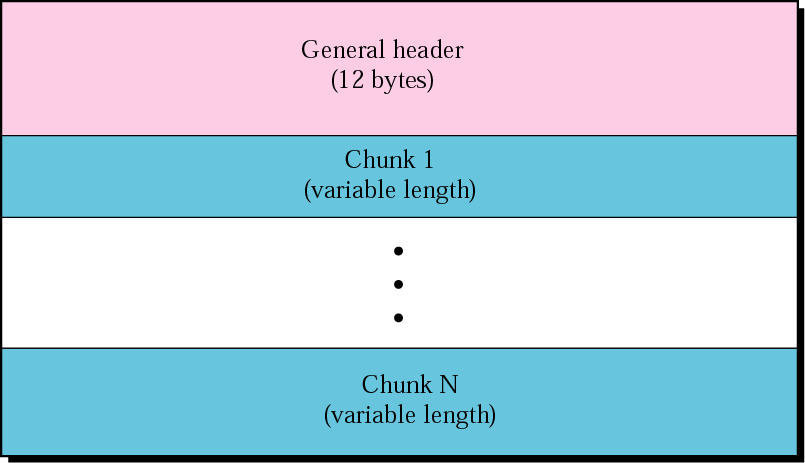 General header
(12 bytes)
Chunk 1
(variable length)
Chunk N
(variable length)